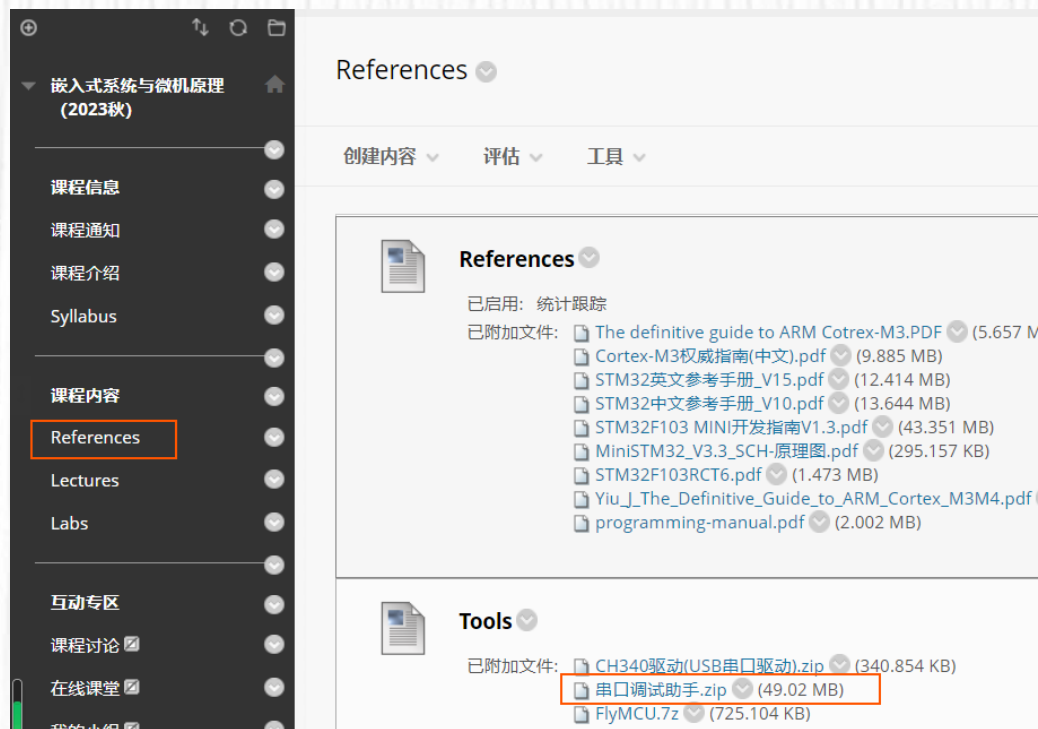 嵌入式系统与微机原理
(2023秋)
课程信息
课程通知
课程介绍
Syllabus
课程内容
References
Lectures
Labs
互动专区
课程讨论
在线课堂
我的小组
References
创建内容 评估 工具
References
已启用: 统计跟踪
已附加文件: The definitive guide to ARM Cotrex-M3.PDF (5.657 M
Cortex-M3权威指南(中文).pdf (9.885 MB)
STM32英文参考手册_V15.pdf (12.414 MB)
STM32中文参考手册_V10.pdf (13.644 MB)
STM32F103 MINI开发指南V1.3.pdf (43.351 MB)
MiniSTM32_V3.3_SCH-原理图.pdf (295.157 KB)
STM32F103RCT6.pdf (1.473 MB)
Yiu_J_The_Definitive_Guide_to_ARM_Cortex_M3M4.pdf
programming-manual.pdf (2.002 MB)
Tools
已附加文件: CH340驱动(USB串口驱动).zip (340.854 KB)
串口调试助手.zip (49.02 MB)
FlyMCU.7z (725.104 KB)